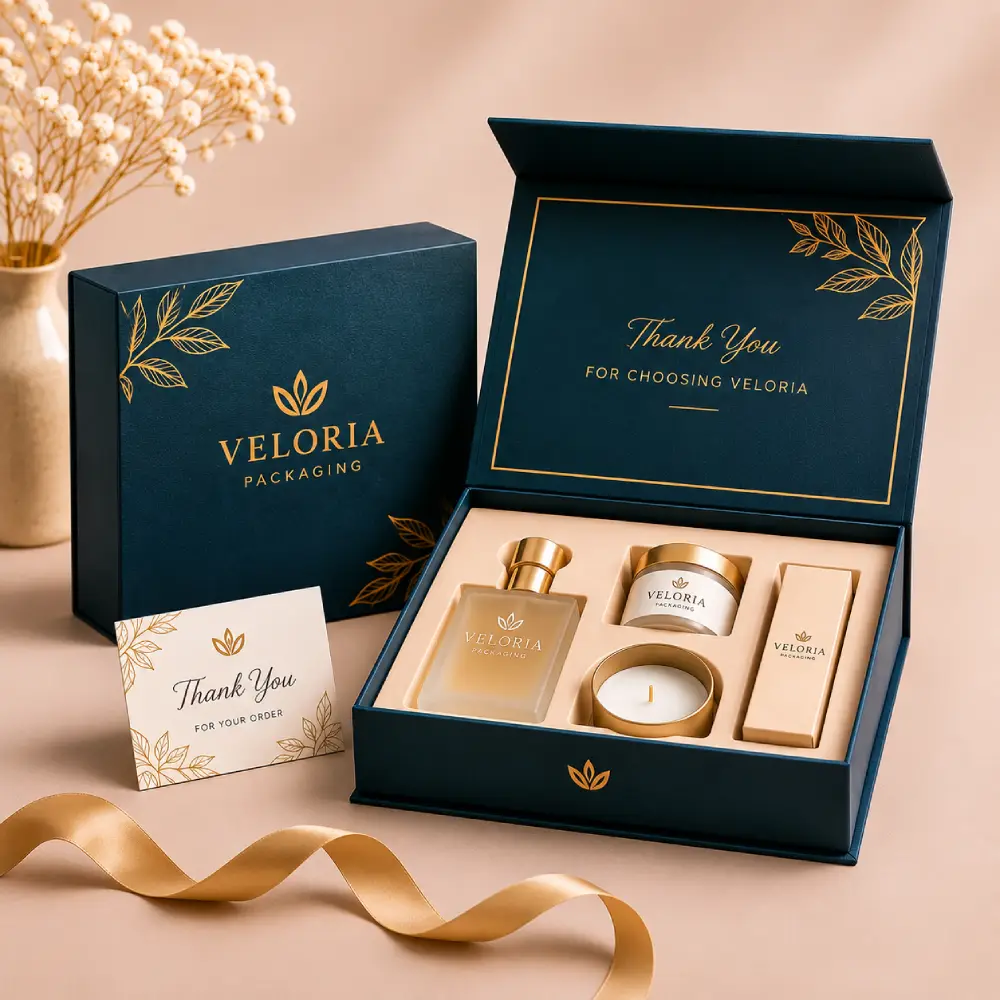 VELORIA
PACKAGING
Thank You
FOR CHOOSING VELORIA
VELORIA
PACKAGING
VELORIA
PACKAGING
VELORIA
PACKAGING
Thank You
FOR YOUR ORDER